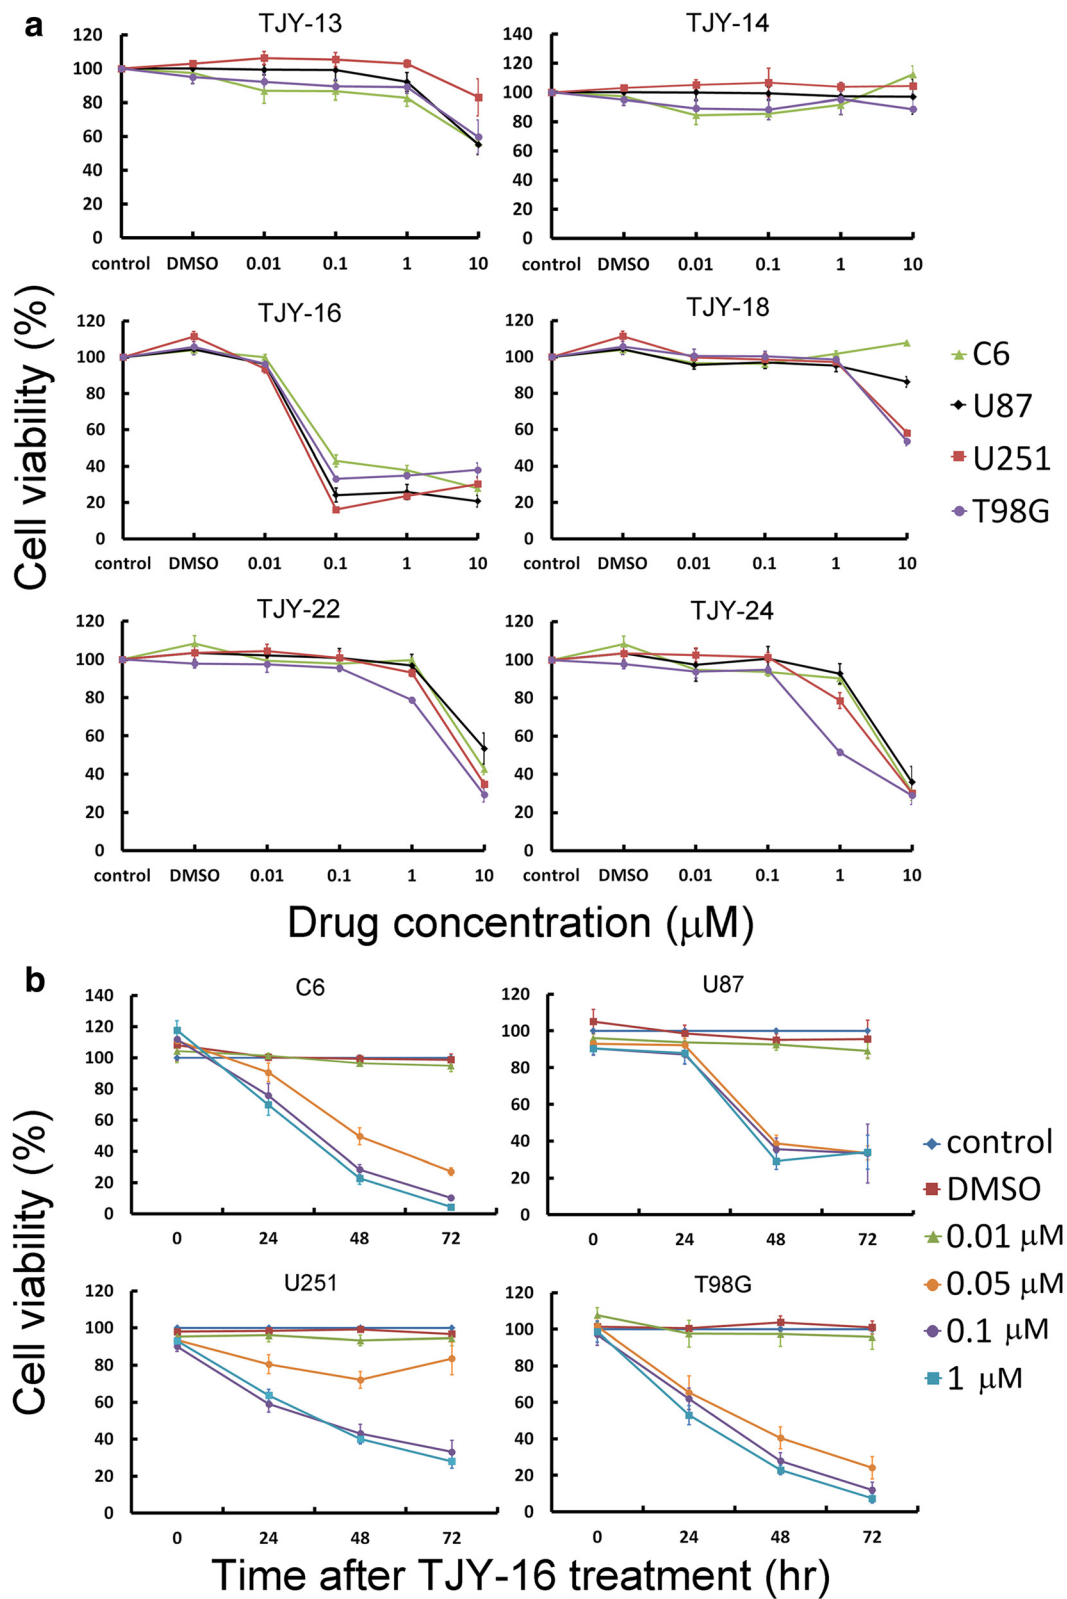 a
TJY-13
120
100
80
60
40
20
0
control DMSO 0.01 0.1 1 10
TJY-14
140
120
100
80
60
40
20
0
control DMSO 0.01 0.1 1 10
TJY-16
120
100
80
60
40
20
0
control DMSO 0.01 0.1 1 10
TJY-18
120
100
80
60
40
20
0
control DMSO 0.01 0.1 1 10
C6
U87
U251
T98G
TJY-22
120
100
80
60
40
20
0
control DMSO 0.01 0.1 1 10
TJY-24
120
100
80
60
40
20
0
control DMSO 0.01 0.1 1 10
Cell viability (%)
Drug concentration (μM)
b
C6
140
120
100
80
60
40
20
0
0 24 48 72
U87
120
100
80
60
40
20
0
0 24 48 72
U251
120
100
80
60
40
20
0
0 24 48 72
T98G
120
100
80
60
40
20
0
0 24 48 72
control
DMSO
0.01 μM
0.05 μM
0.1 μM
1 μM
Cell viability (%)
Time after TJY-16 treatment (hr)